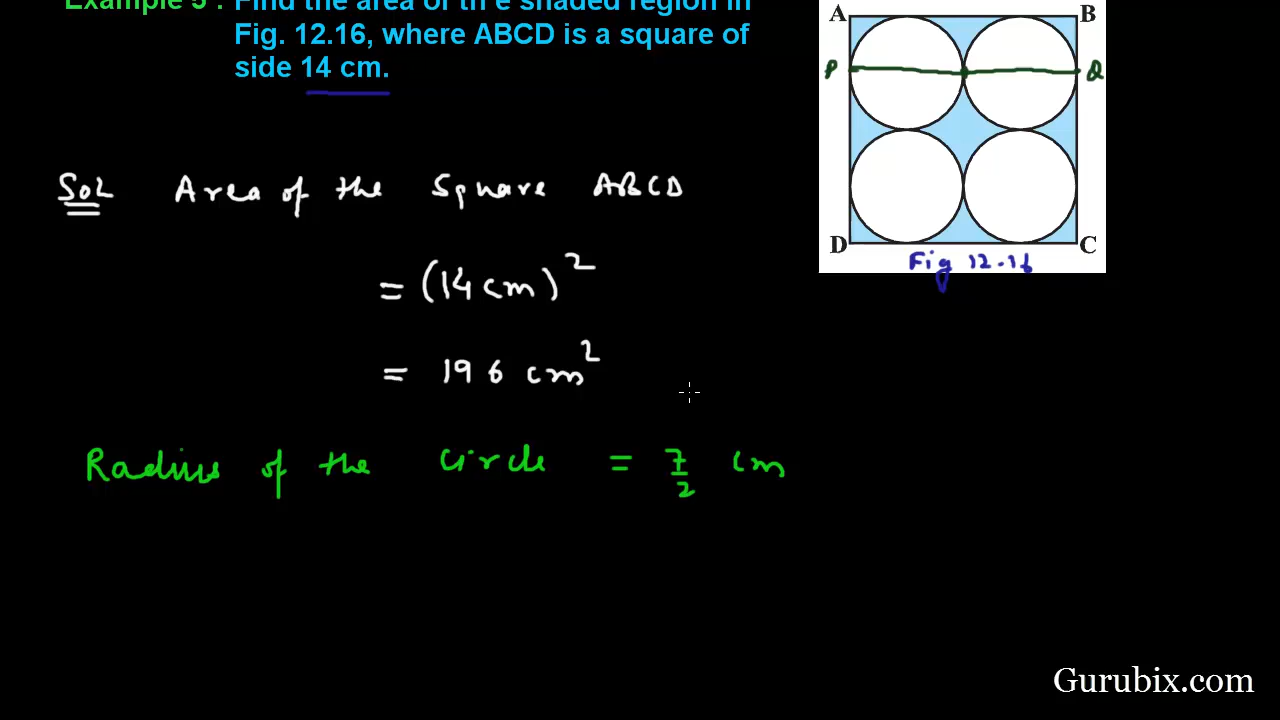 Example 5 : Find the area of th e shaded region in
Fig. 12.16, where ABCD is a square of
side 14 cm.
A B
P Q
D C
Fig 12.16
Sol Area of the Square ABCD
= (14 cm)²
= 196 cm²
Radius of the circle = 7/2 cm
Gurubix.com